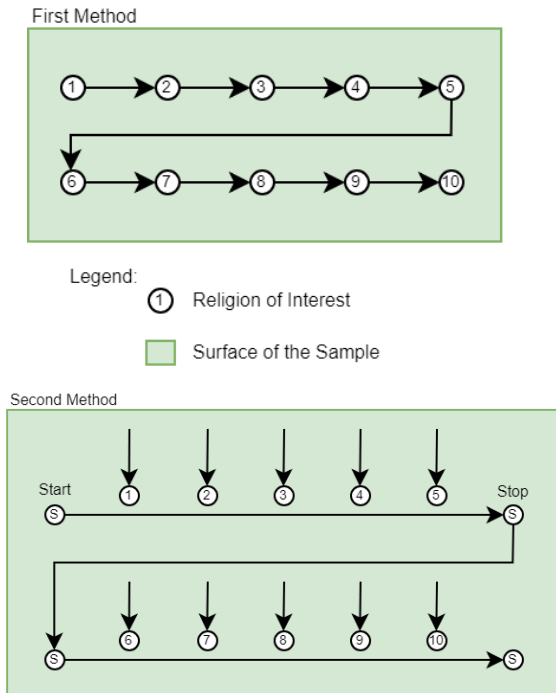 First Method
1 2 3 4 5
6 7 8 9 10
Legend:
1 Religion of Interest
Surface of the Sample
Second Method
1 2 3 4 5
Start Stop
S S
6 7 8 9 10
S S